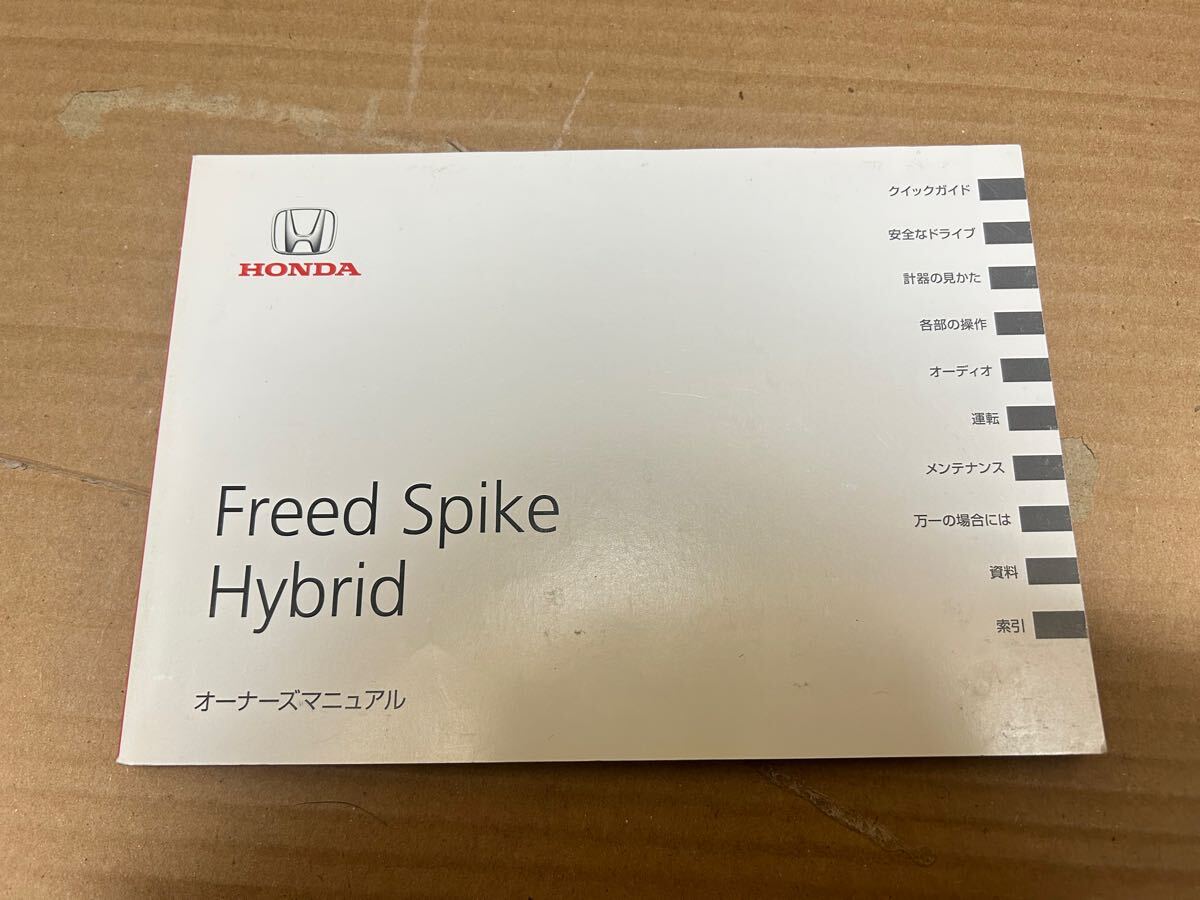 HONDA
Freed Spike
Hybrid
オーナーズマニュアル
クイックガイド
安全なドライブ
計器の見かた
各部の操作
オーディオ
運転
メンテナンス
万一の場合には
資料
索引